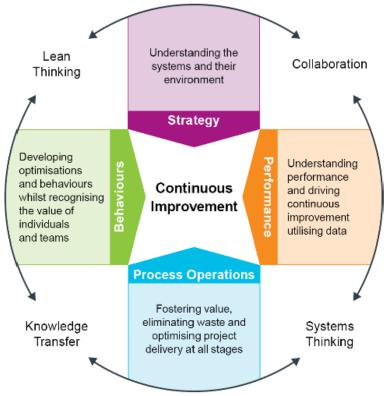 Lean
Thinking
Understanding the
systems and their
environment
Collaboration
Strategy
Developing
optimisations
and behaviours
whilst recognising
the value of
individuals
and teams
Behaviours
Continuous
Improvement
Performance
Understanding
performance
and driving
continuous
improvement
utilising data
Process Operations
Fostering value,
eliminating waste and
optimising project
delivery at all stages
Knowledge
Transfer
Systems
Thinking